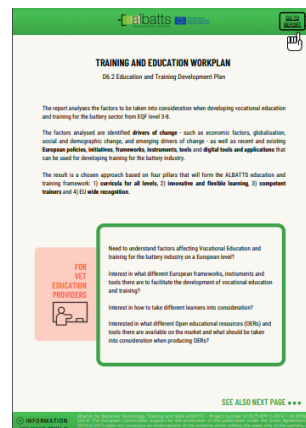 albatts
GO TO
REPORT
TRAINING AND EDUCATION WORKPLAN
D6.2 Education and Training Development Plan
The report analyses the factors to be taken into consideration when developing vocational education
and training for the battery sector from EQF level 3-8.
The factors analysed are identified drivers of change - such as economic factors, globalisation,
social and demographic change, and emerging drivers of change - as well as recent and existing
European policies, initiatives, frameworks, instruments, tools and digital tools and applications that
can be used for developing training for the battery industry.
The result is a chosen approach based on four pillars that will form the ALBATTS education and
training framework: 1) curricula for all levels, 2) innovative and flexible learning, 3) competent
trainers and 4) EU wide recognition.
FOR
VET
EDUCATION
PROVIDERS
Need to understand factors affecting Vocational Education and
training for the battery industry on a European level?
Interest in what different European frameworks, instruments and
tools there are to facilitate the development of vocational education
and training?
Interest in how to take different learners into consideration?
Interested in what different Open educational resources (OERs) and
tools there are available on the market and what should be taken
into consideration when producing OERs?
SEE ALSO NEXT PAGE
INFORMATION